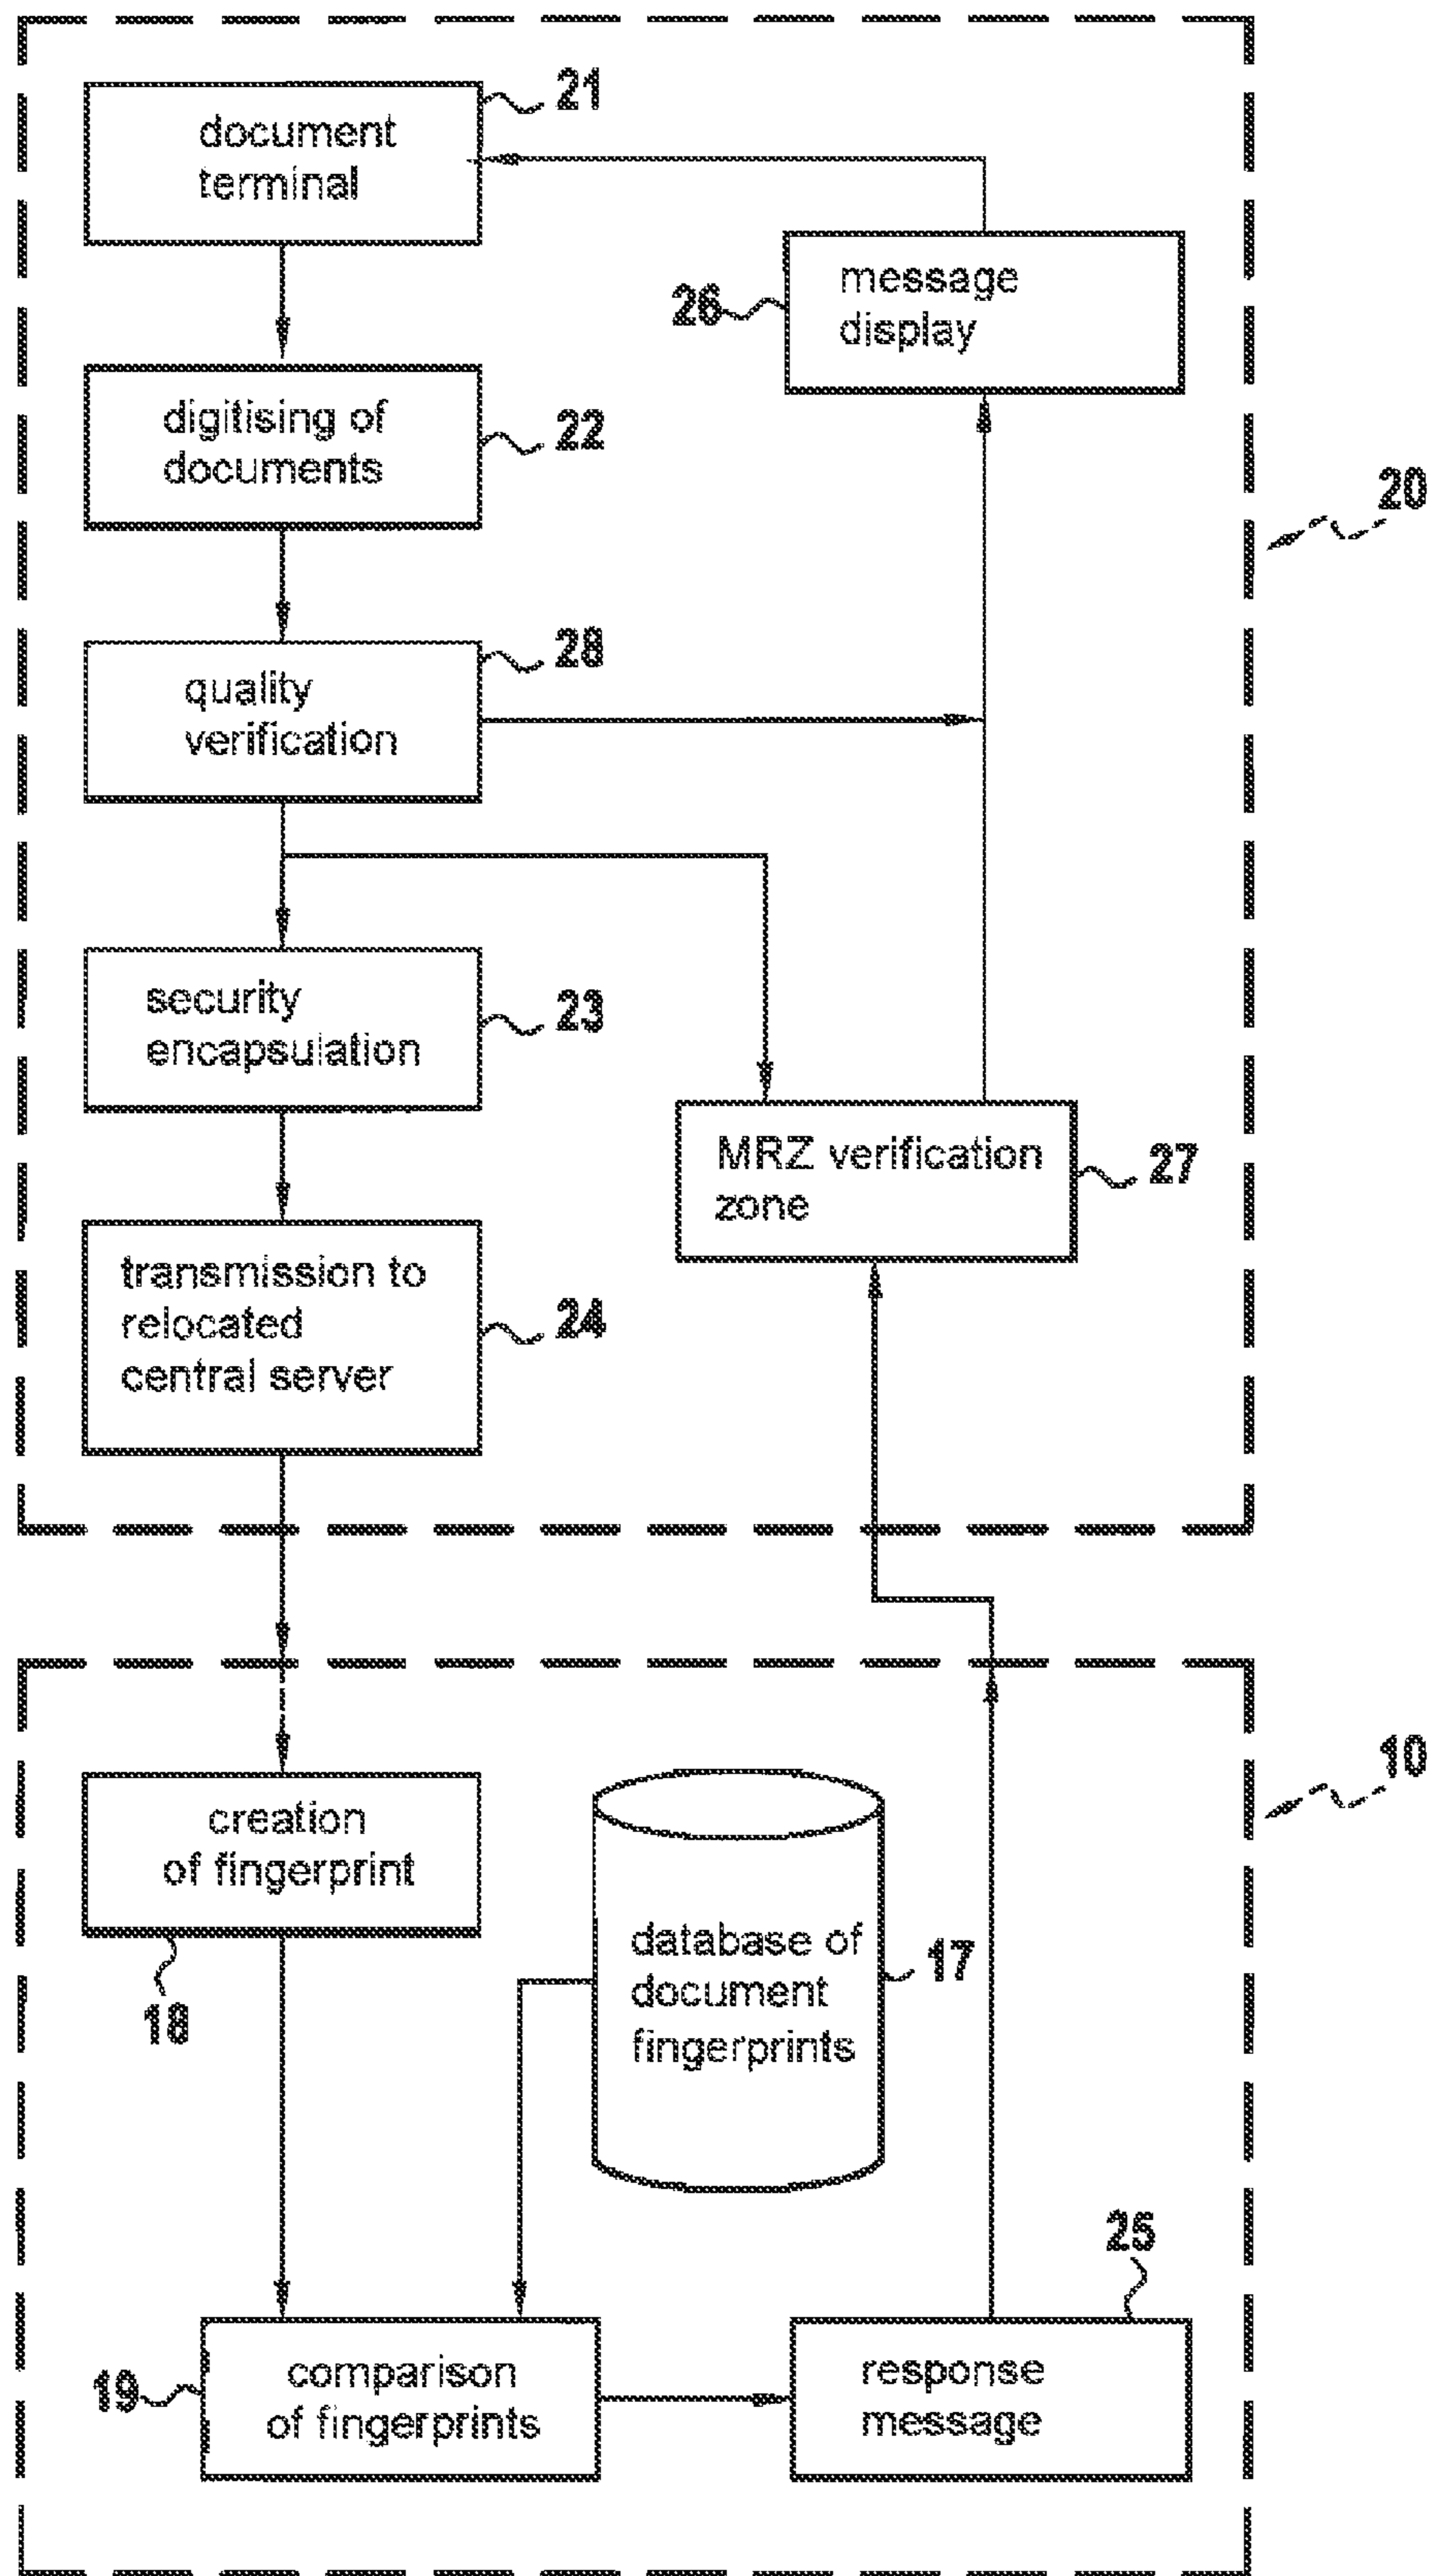 21
document
terminal
26
message
display
digitising of
documents
22
20
28
quality
verification
security
encapsulation
23
MRZ verification
zone
27
transmission to
relocated
central server
24
10
creation
of fingerprint
18
database of
document
fingerprints
17
25
19
comparison
of fingerprints
response
message